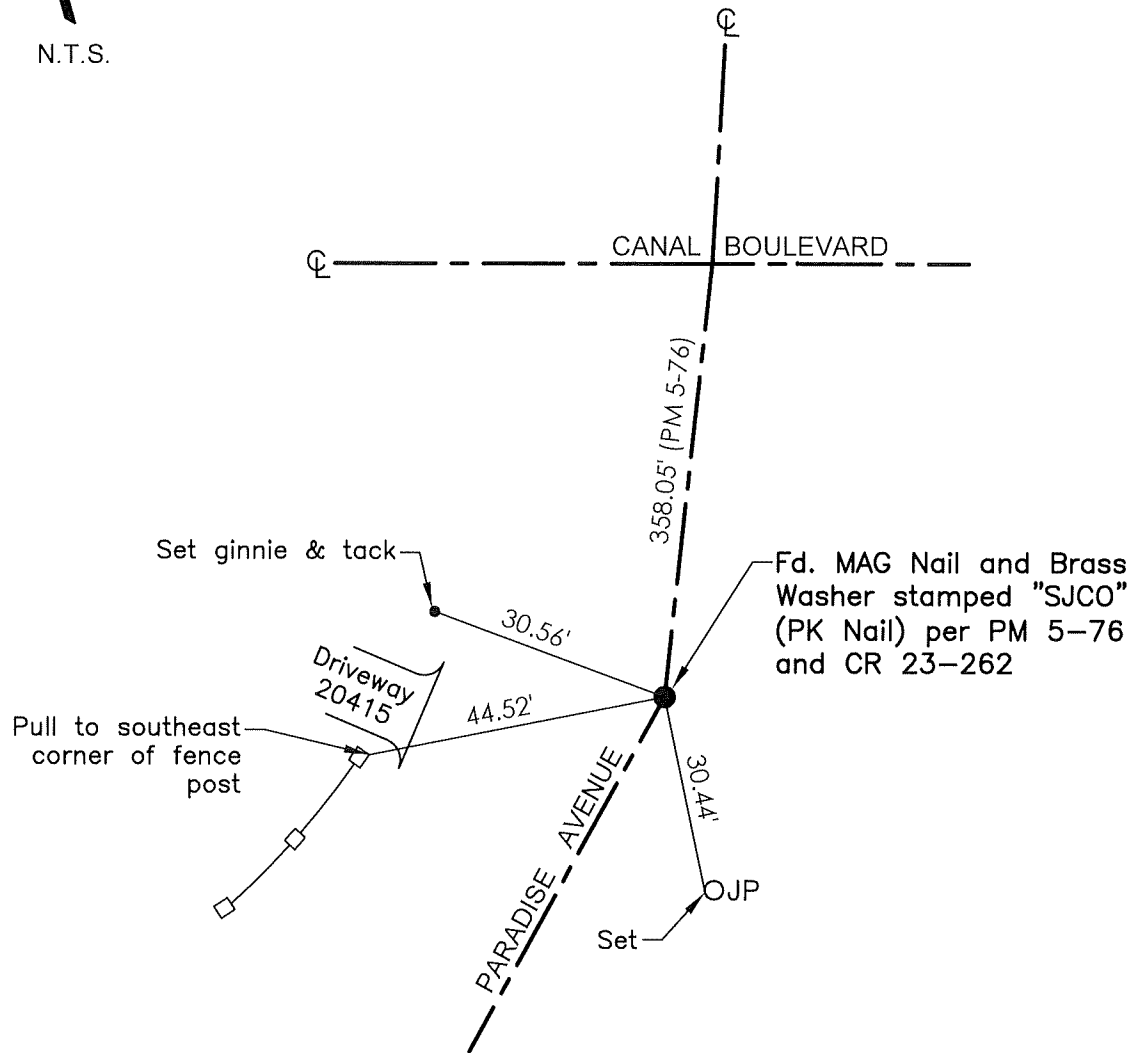 N.T.S.
℄
℄
CANAL BOULEVARD
358.05' (PM 5-76)
Set ginnie & tack
30.56'
Fd. MAG Nail and Brass
Washer stamped "SJCO"
(PK Nail) per PM 5-76
and CR 23-262
Driveway
20415
44.52'
Pull to southeast
corner of fence
post
30.44'
PARADISE AVENUE
JP
Set